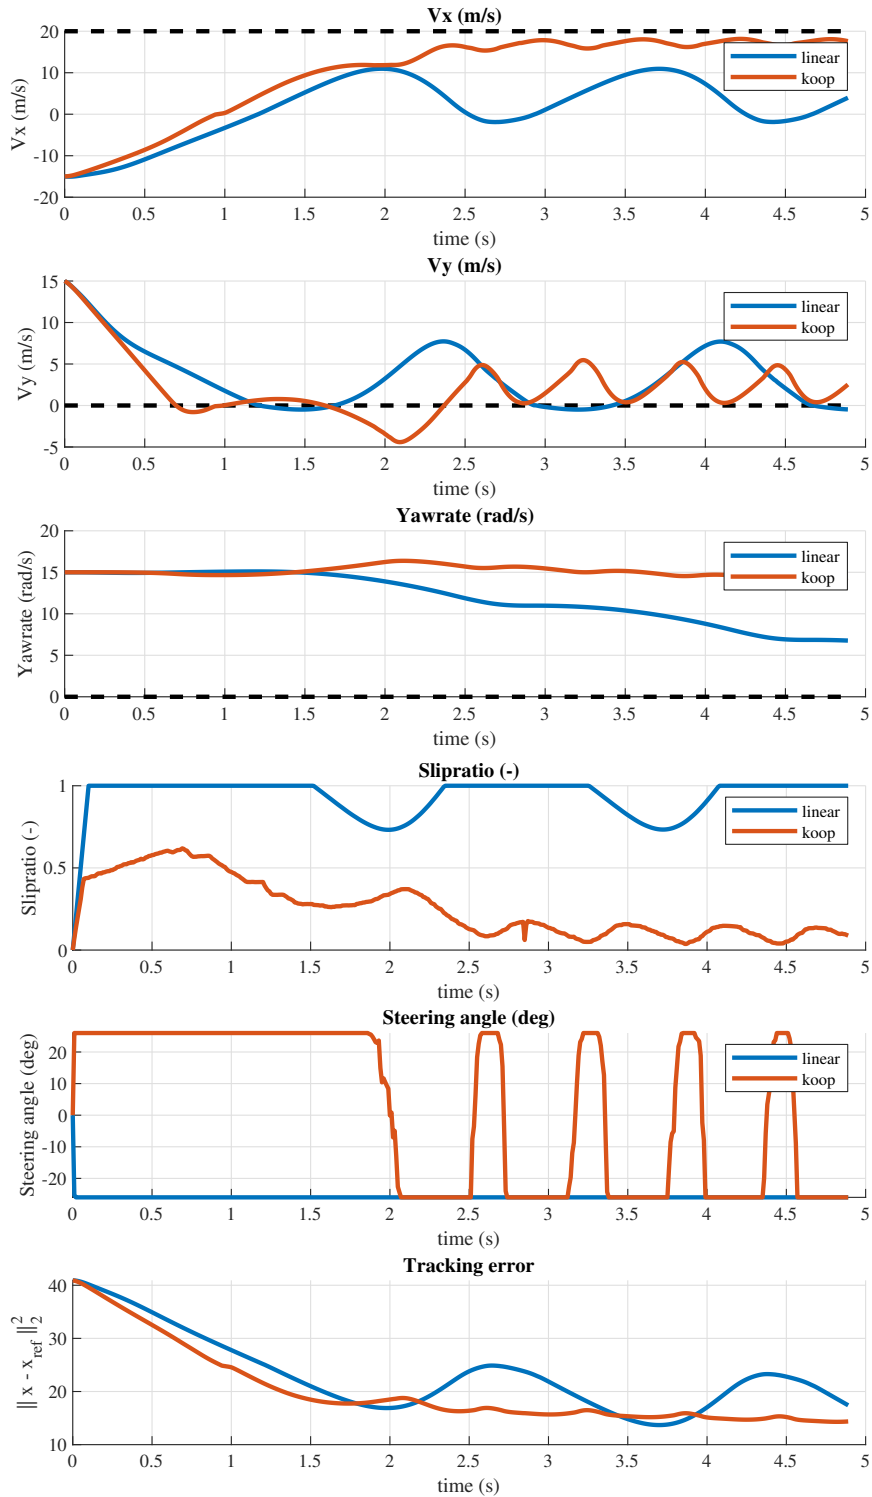 Vx (m/s)
20
10
0
-10
-20
Vx (m/s)
linear
koop
0 0.5 1 1.5 2 2.5 3 3.5 4 4.5 5
time (s)
Vy (m/s)
15
10
5
0
-5
Vy (m/s)
linear
koop
0 0.5 1 1.5 2 2.5 3 3.5 4 4.5 5
time (s)
Yawrate (rad/s)
20
15
10
5
0
Yawrate (rad/s)
linear
koop
0 0.5 1 1.5 2 2.5 3 3.5 4 4.5 5
time (s)
Slipratio (-)
1
0.5
0
Slipratio (-)
linear
koop
0 0.5 1 1.5 2 2.5 3 3.5 4 4.5 5
time (s)
Steering angle (deg)
20
10
0
-10
-20
Steering angle (deg)
linear
koop
0 0.5 1 1.5 2 2.5 3 3.5 4 4.5 5
time (s)
Tracking error
40
30
20
10
|| x - x_ref ||_2^2
0 0.5 1 1.5 2 2.5 3 3.5 4 4.5 5
time (s)